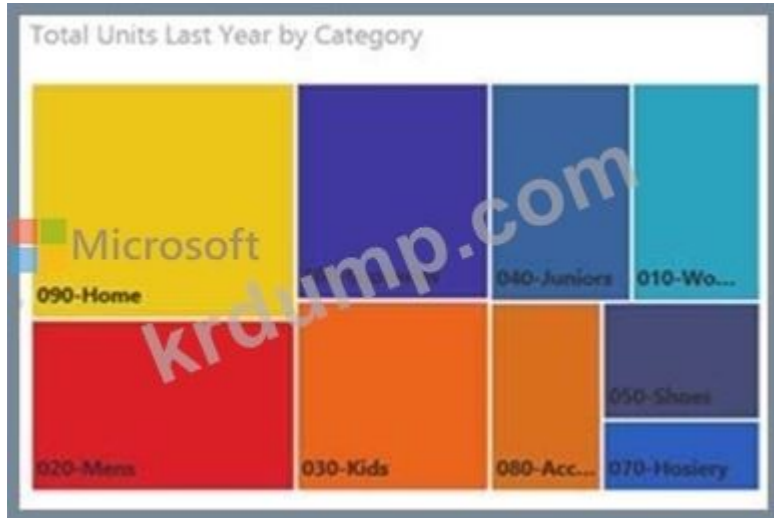 Total Units Last Year by Category
Microsoft
krdump.com
090-Home
040-Juniors
010-Wo...
020-Mens
030-Kids
080-Acc...
050-Shoes
070-Hosiery